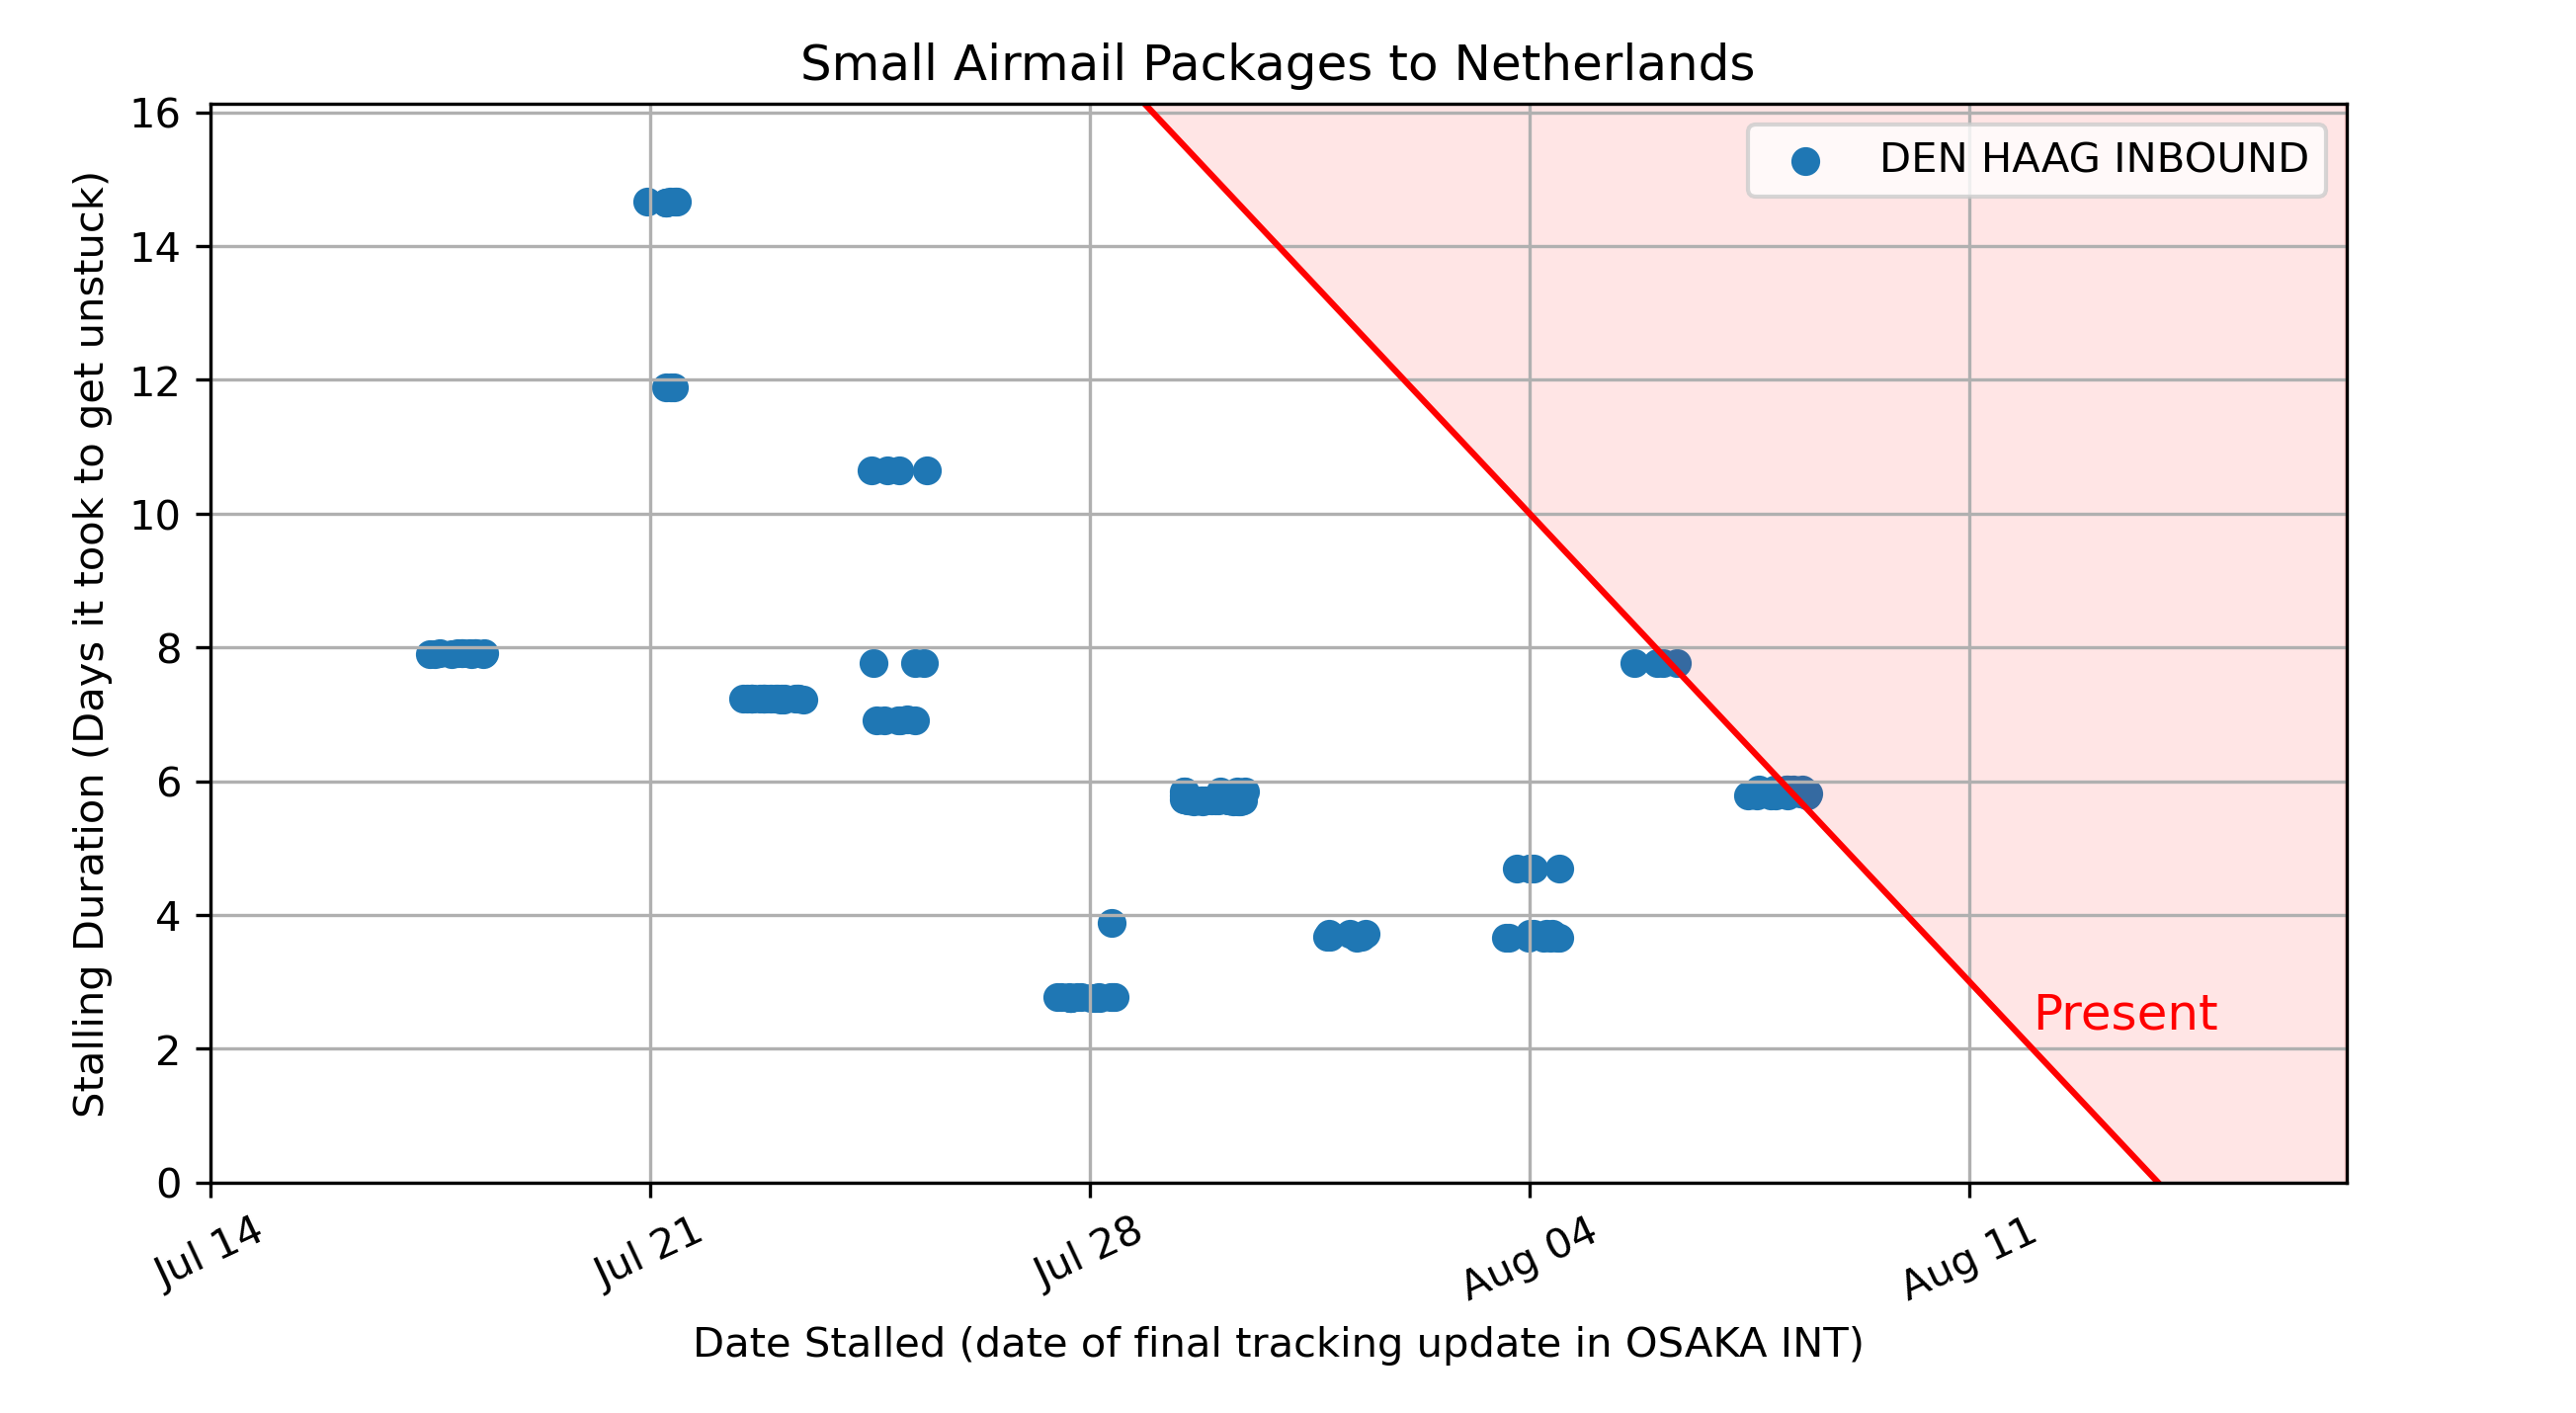 Small Airmail Packages to Netherlands
Stalling Duration (Days it took to get unstuck)
16
14
12
10
8
6
4
2
0
DEN HAAG INBOUND
Present
Jul 14
Jul 21
Jul 28
Aug 04
Aug 11
Date Stalled (date of final tracking update in OSAKA INT)